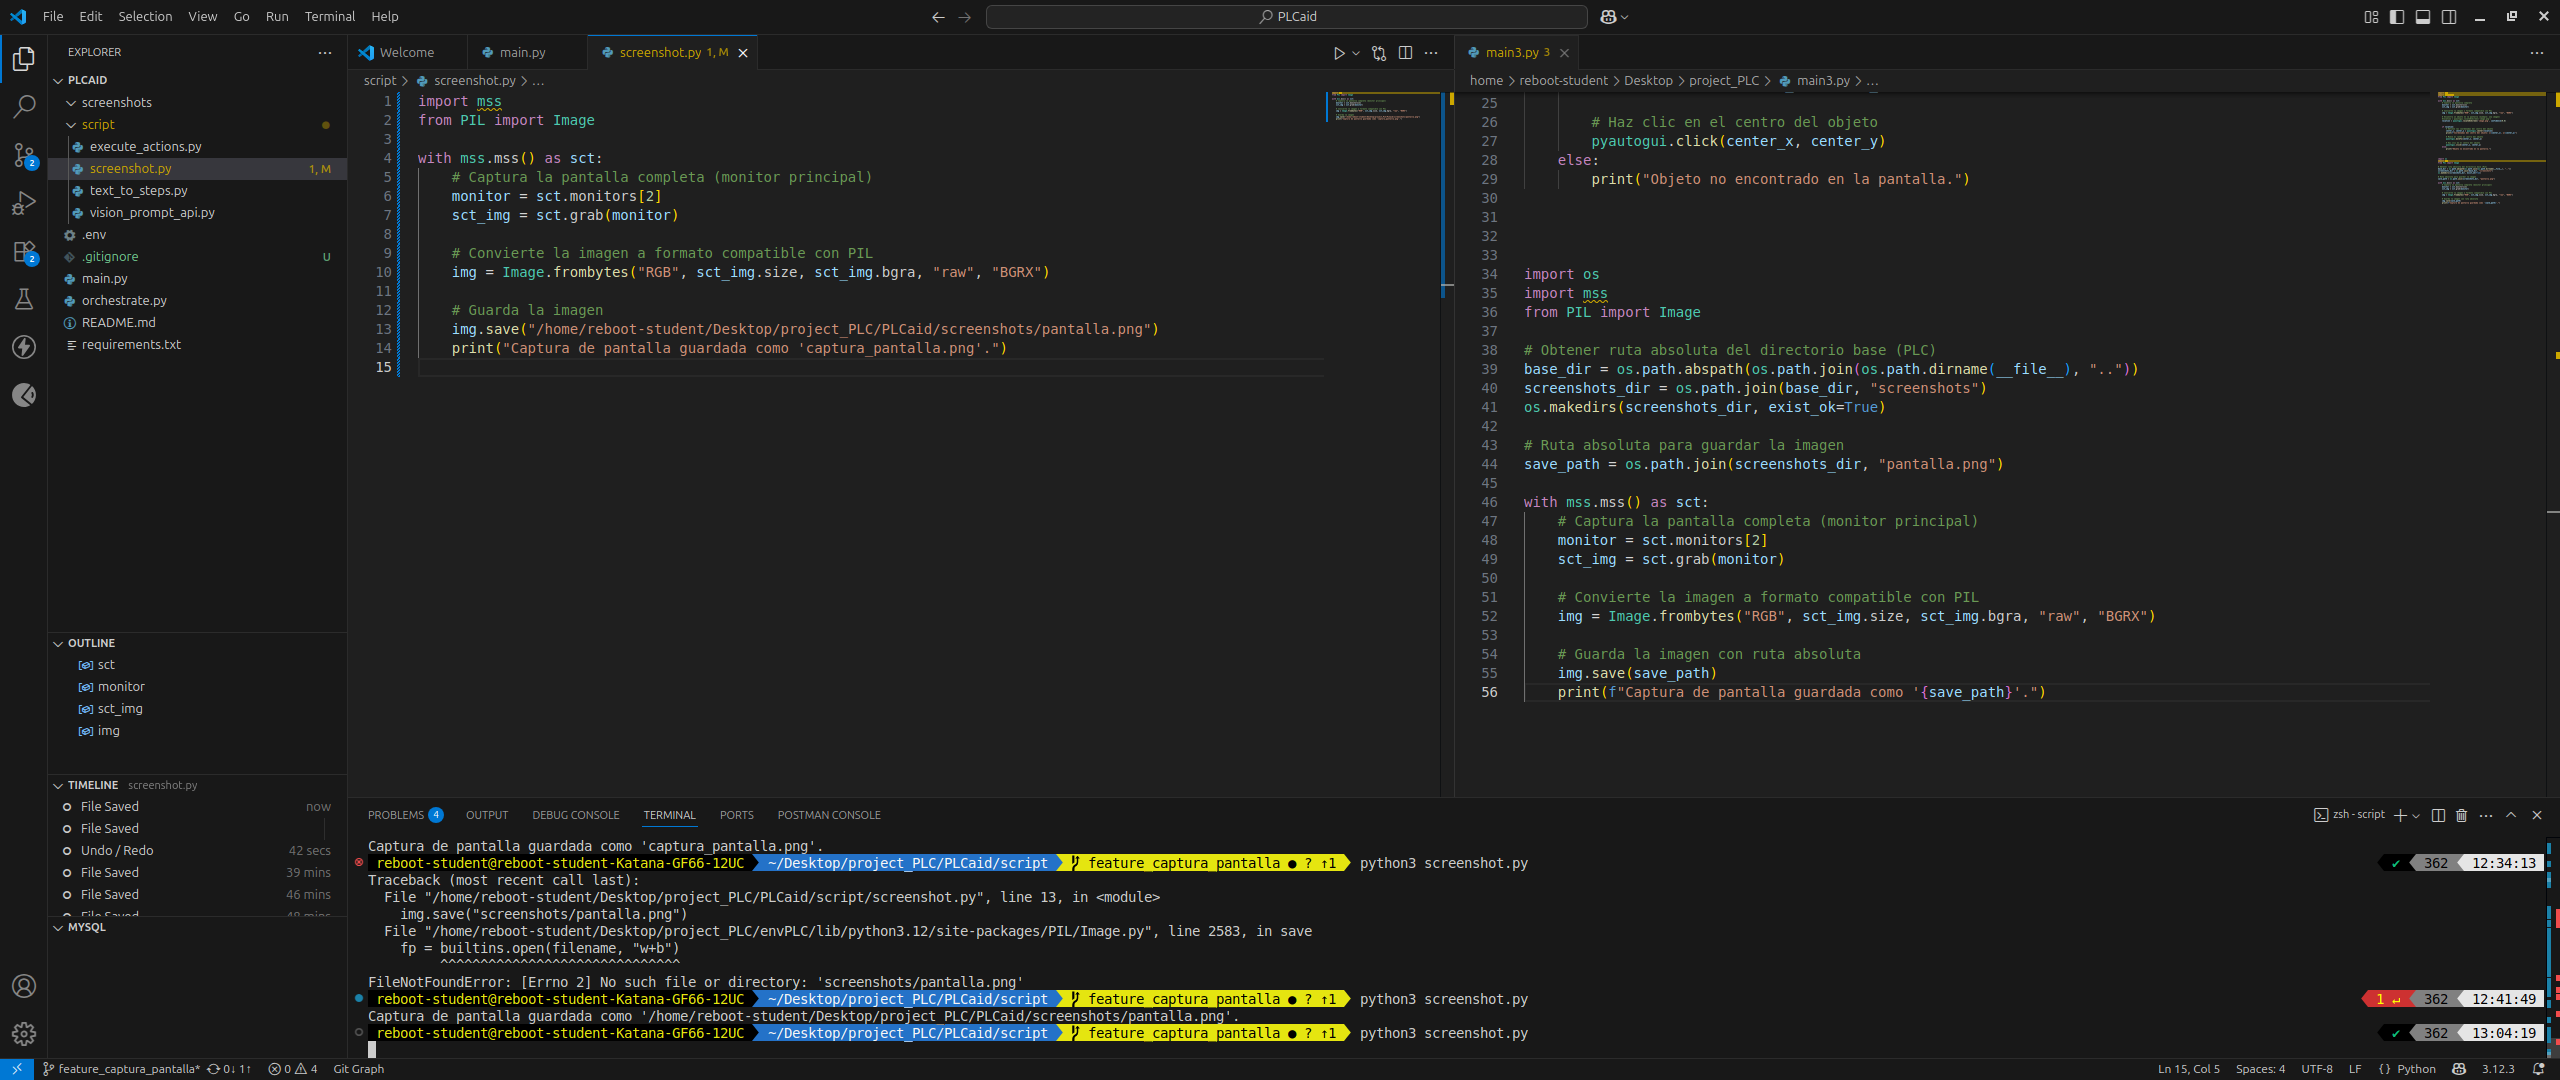 File Edit Selection View Go Run Terminal Help
PLCaid
EXPLORER
PLCAID
screenshots
script
execute_actions.py
screenshot.py 1, M
text_to_steps.py
vision_prompt_api.py
.env
.gitignore U
main.py
orchestrate.py
README.md
requirements.txt
2
2
OUTLINE
sct
monitor
sct_img
img
TIMELINE screenshot.py
File Saved now
File Saved
Undo / Redo 42 secs
File Saved 39 mins
File Saved 46 mins
File Saved 48 mins
MYSQL
Welcome main.py screenshot.py 1, M
script > screenshot.py > ...
1 import mss
2 from PIL import Image
3
4 with mss.mss() as sct:
5     # Captura la pantalla completa (monitor principal)
6     monitor = sct.monitors[2]
7     sct_img = sct.grab(monitor)
8
9     # Convierte la imagen a formato compatible con PIL
10     img = Image.frombytes("RGB", sct_img.size, sct_img.bgra, "raw", "BGRX")
11
12     # Guarda la imagen
13     img.save("/home/reboot-student/Desktop/project_PLC/PLCaid/screenshots/pantalla.png")
14     print("Captura de pantalla guardada como 'captura_pantalla.png'.")
15
main3.py 3
home > reboot-student > Desktop > project_PLC > main3.py > ...
25
26         # Haz clic en el centro del objeto
27         pyautogui.click(center_x, center_y)
28     else:
29         print("Objeto no encontrado en la pantalla.")
30
31
32
33
34 import os
35 import mss
36 from PIL import Image
37
38 # Obtener ruta absoluta del directorio base (PLC)
39 base_dir = os.path.abspath(os.path.join(os.path.dirname(__file__), ".."))
40 screenshots_dir = os.path.join(base_dir, "screenshots")
41 os.makedirs(screenshots_dir, exist_ok=True)
42
43 # Ruta absoluta para guardar la imagen
44 save_path = os.path.join(screenshots_dir, "pantalla.png")
45
46 with mss.mss() as sct:
47     # Captura la pantalla completa (monitor principal)
48     monitor = sct.monitors[2]
49     sct_img = sct.grab(monitor)
50
51     # Convierte la imagen a formato compatible con PIL
52     img = Image.frombytes("RGB", sct_img.size, sct_img.bgra, "raw", "BGRX")
53
54     # Guarda la imagen con ruta absoluta
55     img.save(save_path)
56     print(f"Captura de pantalla guardada como '{save_path}'.")
PROBLEMS 4 OUTPUT DEBUG CONSOLE TERMINAL PORTS POSTMAN CONSOLE
zsh - script
Captura de pantalla guardada como 'captura_pantalla.png'.
reboot-student@reboot-student-Katana-GF66-12UC ~/Desktop/project_PLC/PLCaid/script feature_captura_pantalla ● ? ↑1 python3 screenshot.py ✔ 362 12:34:13
Traceback (most recent call last):
  File "/home/reboot-student/Desktop/project_PLC/PLCaid/script/screenshot.py", line 13, in <module>
    img.save("screenshots/pantalla.png")
  File "/home/reboot-student/Desktop/project_PLC/envPLC/lib/python3.12/site-packages/PIL/Image.py", line 2583, in save
    fp = builtins.open(filename, "w+b")
         ^^^^^^^^^^^^^^^^^^^^^^^^^^^^^
FileNotFoundError: [Errno 2] No such file or directory: 'screenshots/pantalla.png'
reboot-student@reboot-student-Katana-GF66-12UC ~/Desktop/project_PLC/PLCaid/script feature_captura_pantalla ● ? ↑1 python3 screenshot.py 1 ↵ 362 12:41:49
Captura de pantalla guardada como '/home/reboot-student/Desktop/project_PLC/PLCaid/screenshots/pantalla.png'.
reboot-student@reboot-student-Katana-GF66-12UC ~/Desktop/project_PLC/PLCaid/script feature_captura_pantalla ● ? ↑1 python3 screenshot.py ✔ 362 13:04:19
feature_captura_pantalla* 0↓ 1↑ 0 4 Git Graph
Ln 15, Col 5 Spaces: 4 UTF-8 LF {} Python 3.12.3